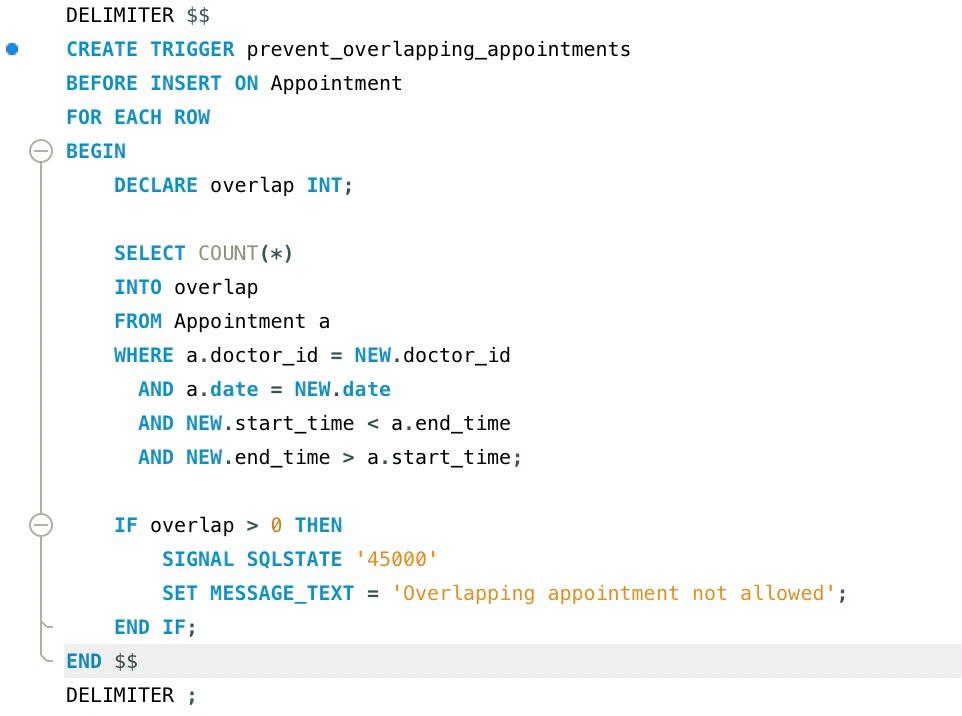 DELIMITER $$
CREATE TRIGGER prevent_overlapping_appointments
BEFORE INSERT ON Appointment
FOR EACH ROW
BEGIN
    DECLARE overlap INT;

    SELECT COUNT(*)
    INTO overlap
    FROM Appointment a
    WHERE a.doctor_id = NEW.doctor_id
      AND a.date = NEW.date
      AND NEW.start_time < a.end_time
      AND NEW.end_time > a.start_time;

    IF overlap > 0 THEN
        SIGNAL SQLSTATE '45000'
        SET MESSAGE_TEXT = 'Overlapping appointment not allowed';
    END IF;
END $$
DELIMITER ;